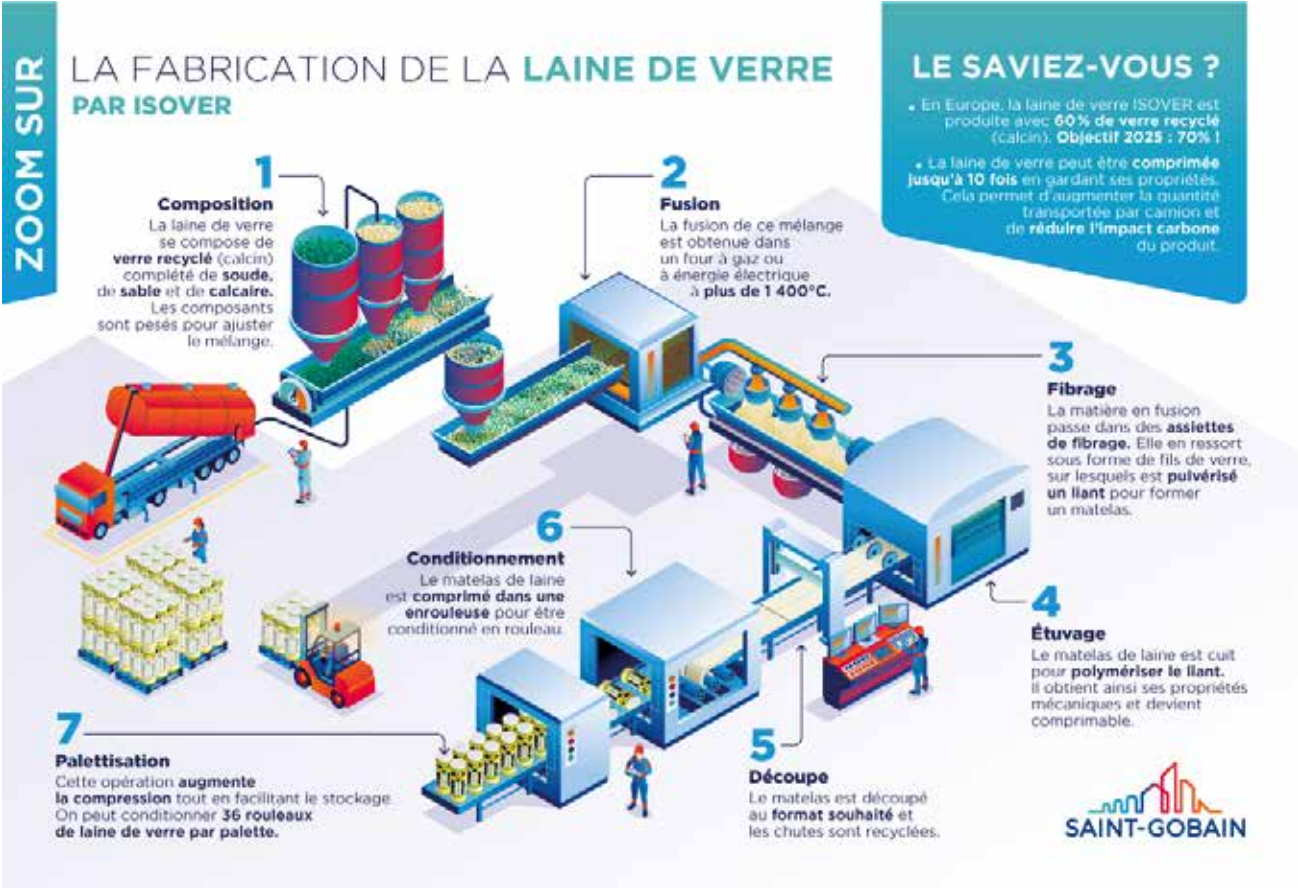 ZOOM SUR
LA FABRICATION DE LA LAINE DE VERRE
PAR ISOVER
LE SAVIEZ-VOUS ?
• En Europe, la laine de verre ISOVER est
produite avec 60% de verre recyclé
(calcin). Objectif 2025 : 70% !
• La laine de verre peut être comprimée
jusqu'à 10 fois en gardant ses propriétés.
Cela permet d'augmenter la quantité
transportée par camion et
de réduire l'impact carbone
du produit.
1
Composition
La laine de verre
se compose de
verre recyclé (calcin)
complété de soude,
de sable et de calcaire.
Les composants
sont pesés pour ajuster
le mélange.
2
Fusion
La fusion de ce mélange
est obtenue dans
un four à gaz ou
à énergie électrique
à plus de 1 400°C.
3
Fibrage
La matière en fusion
passe dans des assiettes
de fibrage. Elle en ressort
sous forme de fils de verre,
sur lesquels est pulvérisé
un liant pour former
un matelas.
4
Étuvage
Le matelas de laine est cuit
pour polymériser le liant.
Il obtient ainsi ses propriétés
mécaniques et devient
comprimable.
5
Découpe
Le matelas est découpé
au format souhaité et
les chutes sont recyclées.
6
Conditionnement
Le matelas de laine
est comprimé dans une
enrouleuse pour être
conditionné en rouleau.
7
Palettisation
Cette opération augmente
la compression tout en facilitant le stockage.
On peut conditionner 36 rouleaux
de laine de verre par palette.
SAINT-GOBAIN